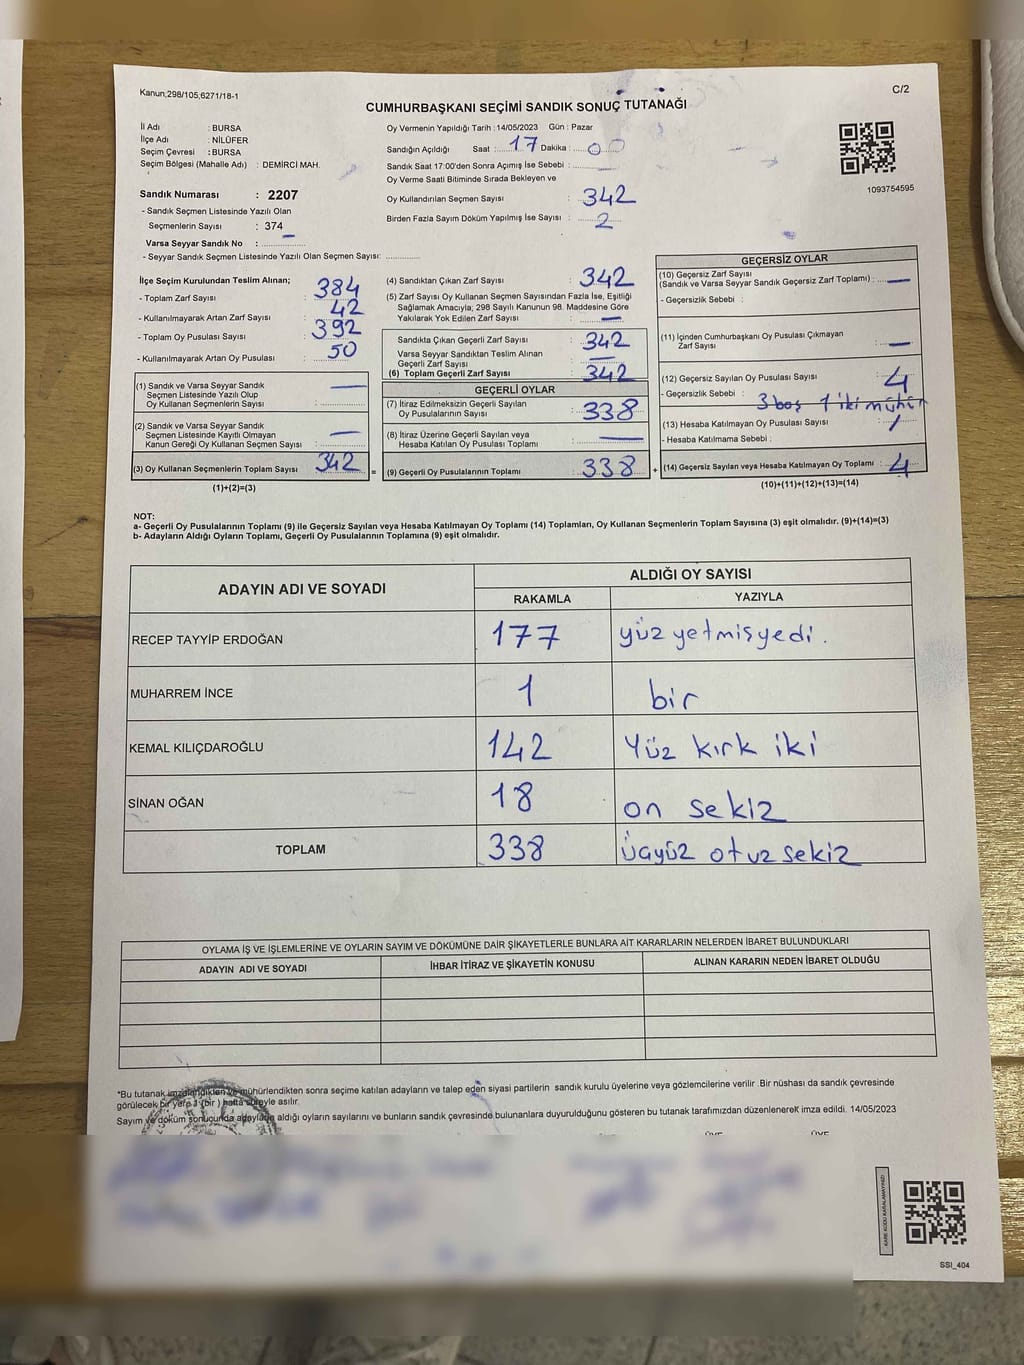 Kanun;298/105;6271/18-1
C/2
CUMHURBAŞKANI SEÇİMİ SANDIK SONUÇ TUTANAĞI
İl Adı : BURSA
İlçe Adı : NİLÜFER
Seçim Çevresi : BURSA
Seçim Bölgesi (Mahalle Adı) : DEMİRCİ MAH.
Sandık Numarası : 2207
- Sandık Seçmen Listesinde Yazılı Olan
Seçmenlerin Sayısı : 374
Varsa Seyyar Sandık No :
- Seyyar Sandık Seçmen Listesinde Yazılı Olan Seçmen Sayısı:
Oy Vermenin Yapıldığı Tarih : 14/05/2023 Gün : Pazar
Sandığın Açıldığı Saat : 17 Dakika : 00
Sandık Saat 17:00'den Sonra Açımış İse Sebebi :
Oy Verme Saati Bitiminde Sırada Bekleyen ve
Oy Kullandırılan Seçmen Sayısı : 342
Birden Fazla Sayım Döküm Yapılmış İse Sayısı : 2
1093754595
İlçe Seçim Kurulundan Teslim Alınan;
- Toplam Zarf Sayısı : 384
- Kullanılmayarak Artan Zarf Sayısı : 42
- Toplam Oy Pusulası Sayısı : 392
- Kullanılmayarak Artan Oy Pusulası : 50
(1) Sandık ve Varsa Seyyar Sandık
Seçmen Listesinde Yazılı Olup
Oy Kullanan Seçmenlerin Sayısı : —
(2) Sandık ve Varsa Seyyar Sandık
Seçmen Listesinde Kayıtlı Olmayan
Kanun Gereği Oy Kullanan Seçmen Sayısı : —
(3) Oy Kullanan Seçmenlerin Toplam Sayısı : 342 =
(1)+(2)=(3)
(4) Sandıktan Çıkan Zarf Sayısı : 342
(5) Zarf Sayısı Oy Kullanan Seçmen Sayısından Fazla İse, Eşitliği
Sağlamak Amacıyla; 298 Sayılı Kanunun 98. Maddesine Göre
Yakılarak Yok Edilen Zarf Sayısı : —
Sandıkta Çıkan Geçerli Zarf Sayısı : 342
Varsa Seyyar Sandıktan Teslim Alınan
Geçerli Zarf Sayısı : —
(6) Toplam Geçerli Zarf Sayısı : 342
GEÇERLİ OYLAR
(7) İtiraz Edilmeksizin Geçerli Sayılan
Oy Pusulalarının Sayısı : 338
(8) İtiraz Üzerine Geçerli Sayılan veya
Hesaba Katılan Oy Pusulası Toplamı : —
(9) Geçerli Oy Pusulalarının Toplamı : 338 +
GEÇERSİZ OYLAR
(10) Geçersiz Zarf Sayısı
(Sandık ve Varsa Seyyar Sandık Geçersiz Zarf Toplamı) : —
- Geçersizlik Sebebi :
(11) İçinden Cumhurbaşkanı Oy Pusulası Çıkmayan
Zarf Sayısı : —
(12) Geçersiz Sayılan Oy Pusulası Sayısı : 4
- Geçersizlik Sebebi : 3 boş 1 iki mühür
(13) Hesaba Katılmayan Oy Pusulası Sayısı : /
- Hesaba Katılmama Sebebi :
(14) Geçersiz Sayılan veya Hesaba Katılmayan Oy Toplamı : 4
(10)+(11)+(12)+(13)=(14)
NOT:
a- Geçerli Oy Pusulalarının Toplamı (9) ile Geçersiz Sayılan veya Hesaba Katılmayan Oy Toplamı (14) Toplamları, Oy Kullanan Seçmenlerin Toplam Sayısına (3) eşit olmalıdır. (9)+(14)=(3)
b- Adayların Aldığı Oyların Toplamı, Geçerli Oy Pusulalarının Toplamına (9) eşit olmalıdır.
ADAYIN ADI VE SOYADI ALDIĞI OY SAYISI
RAKAMLA YAZIYLA
RECEP TAYYİP ERDOĞAN 177 yüz yetmişyedi.
MUHARREM İNCE 1 bir
KEMAL KILIÇDAROĞLU 142 Yüz kırk iki
SİNAN OĞAN 18 on sekiz
TOPLAM 338 üçyüz otuz sekiz
OYLAMA İŞ VE İŞLEMLERİNE VE OYLARIN SAYIM VE DÖKÜMÜNE DAİR ŞİKAYETLERLE BUNLARA AİT KARARLARIN NELERDEN İBARET BULUNDUKLARI
ADAYIN ADI VE SOYADI İHBAR İTİRAZ VE ŞİKAYETİN KONUSU ALINAN KARARIN NEDEN İBARET OLDUĞU
*Bu tutanak imzalandıktan ve mühürlendikten sonra seçime katılan adayların ve talep eden siyasi partilerin sandık kurulu üyelerine veya gözlemcilerine verilir .Bir nüshası da sandık çevresinde
görülecek bir yere 1 (bir ) hafta süreyle asılır.
Sayım ve döküm sonucunda adayların aldığı oyların sayılarını ve bunların sandık çevresinde bulunanlara duyurulduğunu gösteren bu tutanak tarafımızdan düzenlenerek imza edildi. 14/05/2023
ÜYE ÜYE
KARE KODU KARALAMAYINIZ!
SSI_404